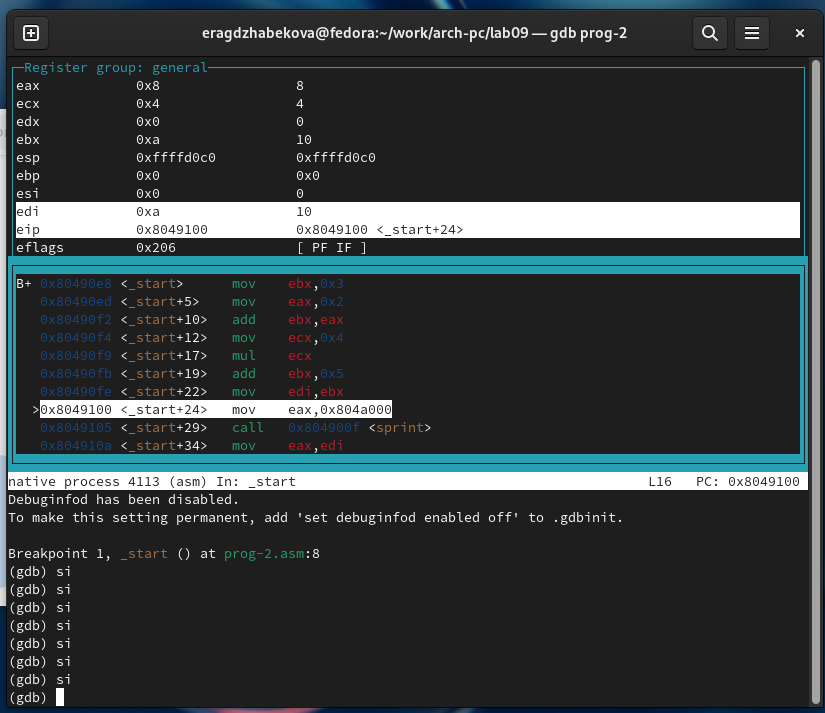 eragdzhabekova@fedora:~/work/arch-pc/lab09 — gdb prog-2
Register group: general
eax 0x8 8
ecx 0x4 4
edx 0x0 0
ebx 0xa 10
esp 0xffffd0c0 0xffffd0c0
ebp 0x0 0x0
esi 0x0 0
edi 0xa 10
eip 0x8049100 0x8049100 <_start+24>
eflags 0x206 [ PF IF ]
B+ 0x80490e8 <_start> mov ebx,0x3
0x80490ed <_start+5> mov eax,0x2
0x80490f2 <_start+10> add ebx,eax
0x80490f4 <_start+12> mov ecx,0x4
0x80490f9 <_start+17> mul ecx
0x80490fb <_start+19> add ebx,0x5
0x80490fe <_start+22> mov edi,ebx
>0x8049100 <_start+24> mov eax,0x804a000
0x8049105 <_start+29> call 0x804900f <sprint>
0x804910a <_start+34> mov eax,edi
native process 4113 (asm) In: _start L16 PC: 0x8049100
Debuginfod has been disabled.
To make this setting permanent, add 'set debuginfod enabled off' to .gdbinit.
Breakpoint 1, _start () at prog-2.asm:8
(gdb) si
(gdb) si
(gdb) si
(gdb) si
(gdb) si
(gdb) si
(gdb) si
(gdb)